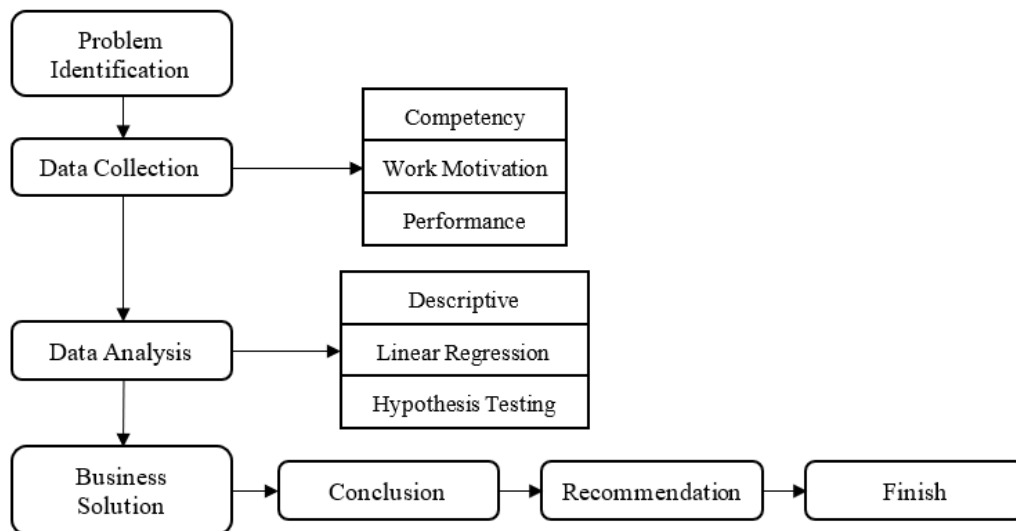 Problem
Identification
Data Collection
Competency
Work Motivation
Performance
Data Analysis
Descriptive
Linear Regression
Hypothesis Testing
Business
Solution
Conclusion
Recommendation
Finish